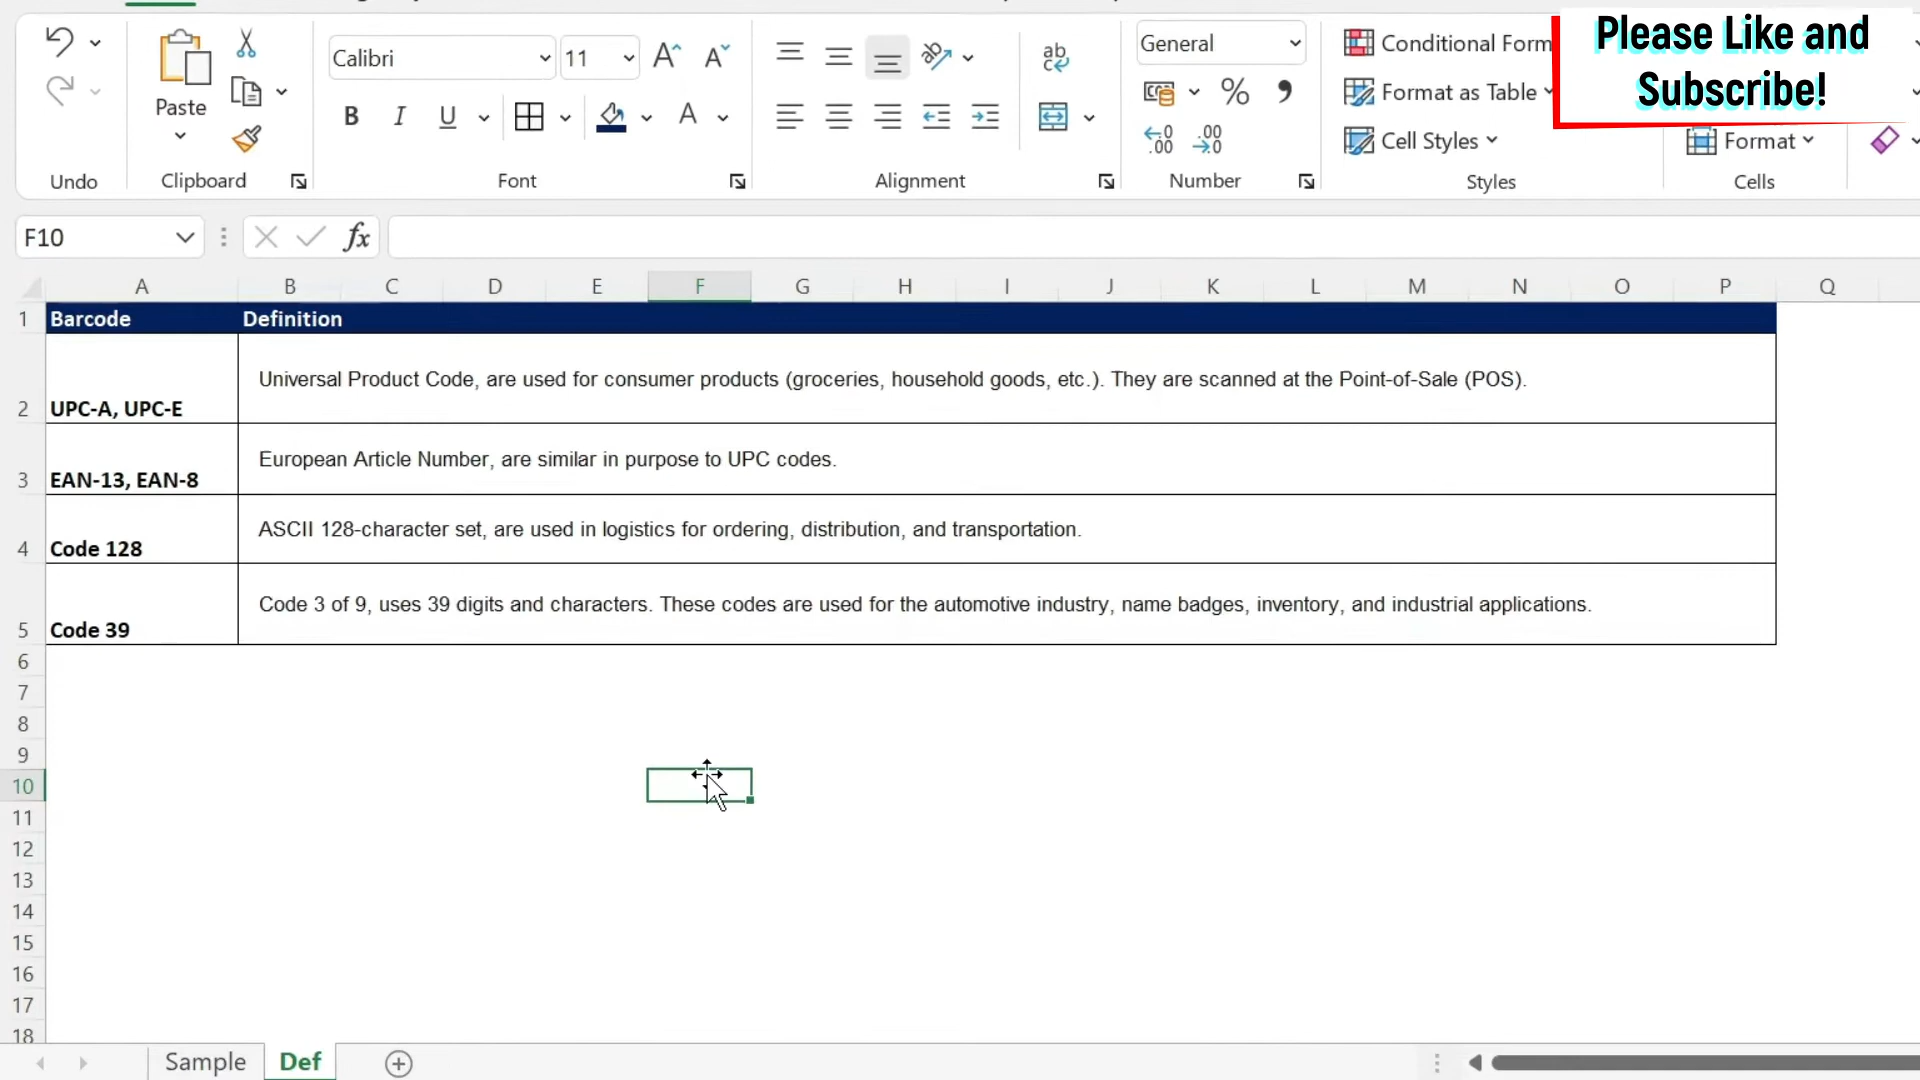 Please Like and
Subscribe!
Calibri
11
General
Conditional Form
Paste
Format as Table
Cell Styles
Format
Undo
Clipboard
Font
Alignment
Number
Styles
Cells
F10
fx
A B C D E F G H I J K L M N O P Q
1 Barcode Definition
2 UPC-A, UPC-E Universal Product Code, are used for consumer products (groceries, household goods, etc.). They are scanned at the Point-of-Sale (POS).
3 EAN-13, EAN-8 European Article Number, are similar in purpose to UPC codes.
4 Code 128 ASCII 128-character set, are used in logistics for ordering, distribution, and transportation.
5 Code 39 Code 3 of 9, uses 39 digits and characters. These codes are used for the automotive industry, name badges, inventory, and industrial applications.
6
7
8
9
10
11
12
13
14
15
16
17
18
Sample Def